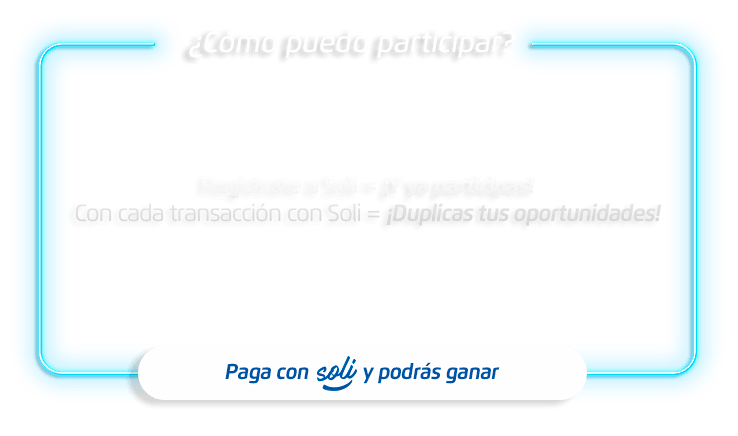 ¿Cómo puedo participar?
Regístrate a Soli = ¡Y ya participas!
Con cada transacción con Soli = ¡Duplicas tus oportunidades!
Paga con soli y podrás ganar